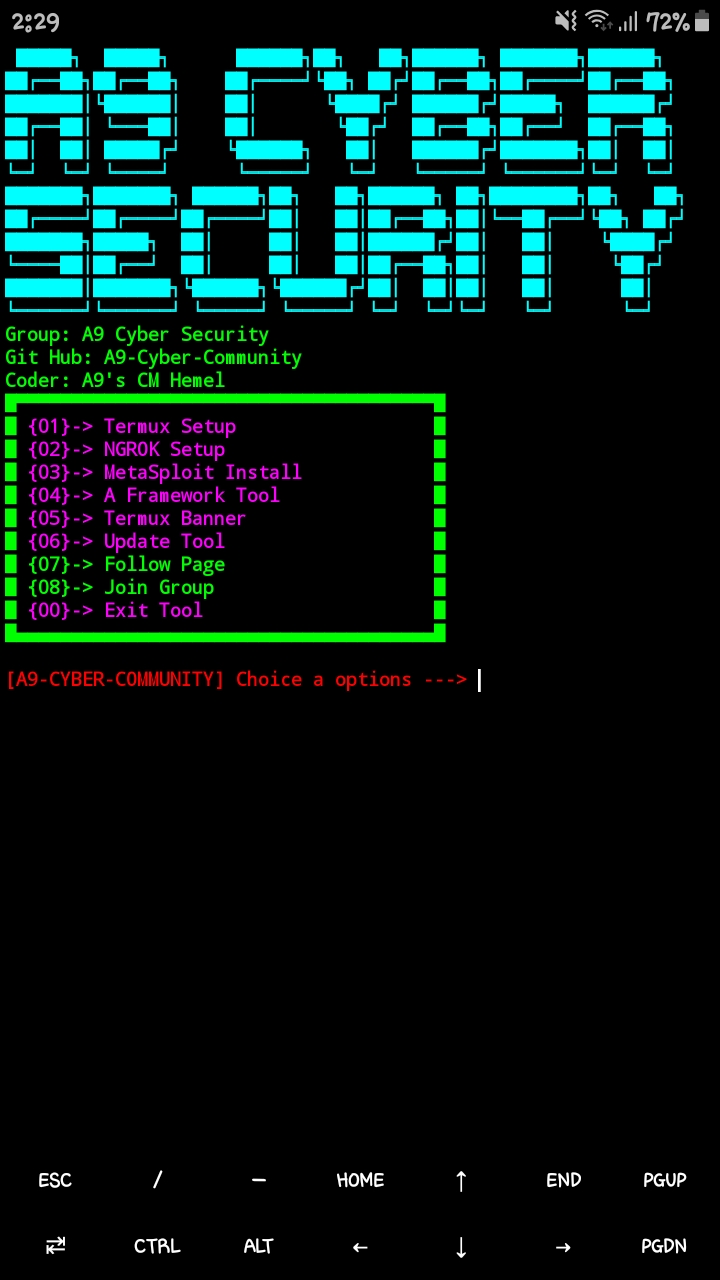 2:29 72%
A9 CYBER
SECURITY
Group: A9 Cyber Security
Git Hub: A9-Cyber-Community
Coder: A9's CM Hemel
{01}-> Termux Setup
{02}-> NGROK Setup
{03}-> MetaSploit Install
{04}-> A Framework Tool
{05}-> Termux Banner
{06}-> Update Tool
{07}-> Follow Page
{08}-> Join Group
{00}-> Exit Tool
[A9-CYBER-COMMUNITY] Choice a options --->
ESC / — HOME ↑ END PGUP
⇄ CTRL ALT ← ↓ → PGDN